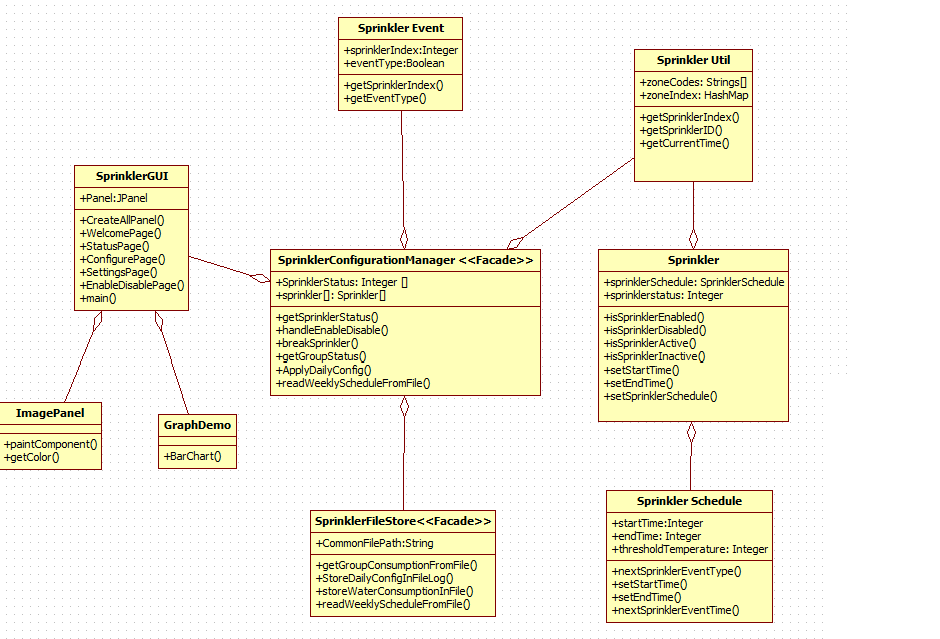 Sprinkler Event
+sprinklerIndex:Integer
+eventType:Boolean
+getSprinklerIndex()
+getEventType()
Sprinkler Util
+zoneCodes: Strings[]
+zoneIndex: HashMap
+getSprinklerIndex()
+getSprinklerID()
+getCurrentTime()
SprinklerGUI
+Panel:JPanel
+CreateAllPanel()
+WelcomePage()
+StatusPage()
+ConfigurePage()
+SettingsPage()
+EnableDisablePage()
+main()
SprinklerConfigurationManager <<Facade>>
+SprinklerStatus: Integer []
+sprinkler[]: Sprinkler[]
+getSprinklerStatus()
+handleEnableDisable()
+breakSprinkler()
+getGroupStatus()
+ApplyDailyConfig()
+readWeeklyScheduleFromFile()
Sprinkler
+sprinklerSchedule: SprinklerSchedule
+sprinklerstatus: Integer
+isSprinklerEnabled()
+isSprinklerDisabled()
+isSprinklerActive()
+isSprinklerInactive()
+setStartTime()
+setEndTime()
+setSprinklerSchedule()
ImagePanel
+paintComponent()
+getColor()
GraphDemo
+BarChart()
SprinklerFileStore<<Facade>>
+CommonFilePath:String
+getGroupConsumptionFromFile()
+StoreDailyConfigInFileLog()
+storeWaterConsumptionInFile()
+readWeeklyScheduleFromFile()
Sprinkler Schedule
+startTime:Integer
+endTime: Integer
+thresholdTemperature: Integer
+nextSprinklerEventType()
+setStartTime()
+setEndTime()
+nextSprinklerEventTime()